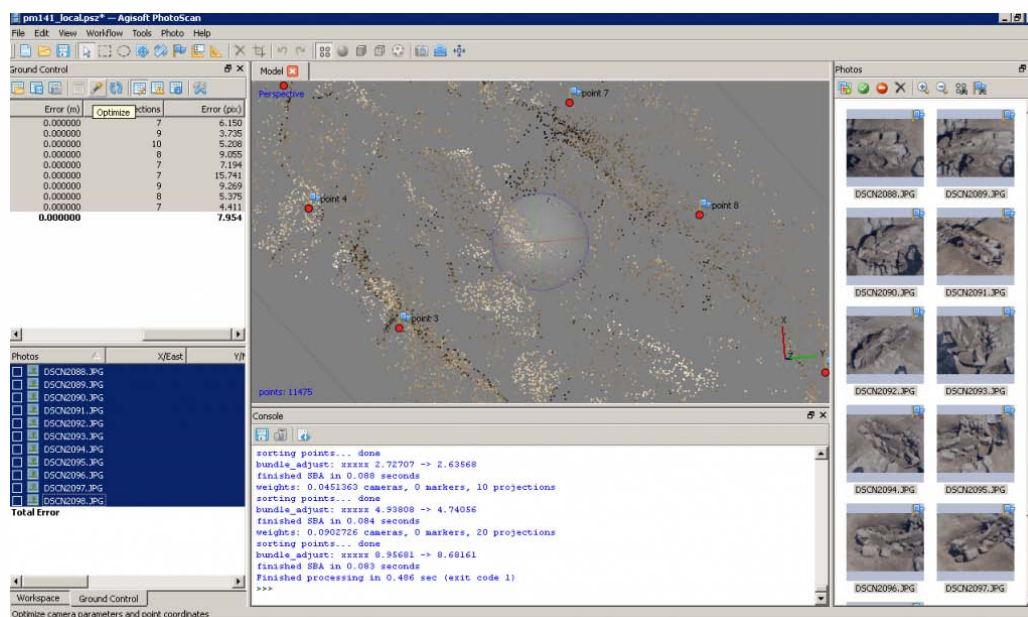 pm141_local.psz* — Agisoft PhotoScan
File Edit View Workflow Tools Photo Help
Ground Control
Error (m) ections Error (pix)
Optimize
0.000000 7 6.150
0.000000 9 3.735
0.000000 10 5.208
0.000000 8 9.055
0.000000 7 7.194
0.000000 7 15.741
0.000000 9 9.269
0.000000 8 5.375
0.000000 7 4.411
0.000000 7.954
Photos X/East Y/
DSCN2088.JPG
DSCN2089.JPG
DSCN2090.JPG
DSCN2091.JPG
DSCN2092.JPG
DSCN2093.JPG
DSCN2094.JPG
DSCN2095.JPG
DSCN2096.JPG
DSCN2097.JPG
DSCN2098.JPG
Total Error
Workspace Ground Control
Optimize camera parameters and point coordinates
Model
Perspective
point 7
point 4
point 8
point 3
X
Z Y
points: 11475
Console
sorting points... done
bundle_adjust: xxxxx 2.72707 -> 2.63568
finished SBA in 0.088 seconds
weights: 0.0451363 cameras, 0 markers, 10 projections
sorting points... done
bundle_adjust: xxxxx 4.93808 -> 4.74056
finished SBA in 0.084 seconds
weights: 0.0902726 cameras, 0 markers, 20 projections
sorting points... done
bundle_adjust: xxxxx 8.95681 -> 8.68161
finished SBA in 0.083 seconds
Finished processing in 0.486 sec (exit code 1)
>>>
Photos
DSCN2088.JPG DSCN2089.JPG
DSCN2090.JPG DSCN2091.JPG
DSCN2092.JPG DSCN2093.JPG
DSCN2094.JPG DSCN2095.JPG
DSCN2096.JPG DSCN2097.JPG